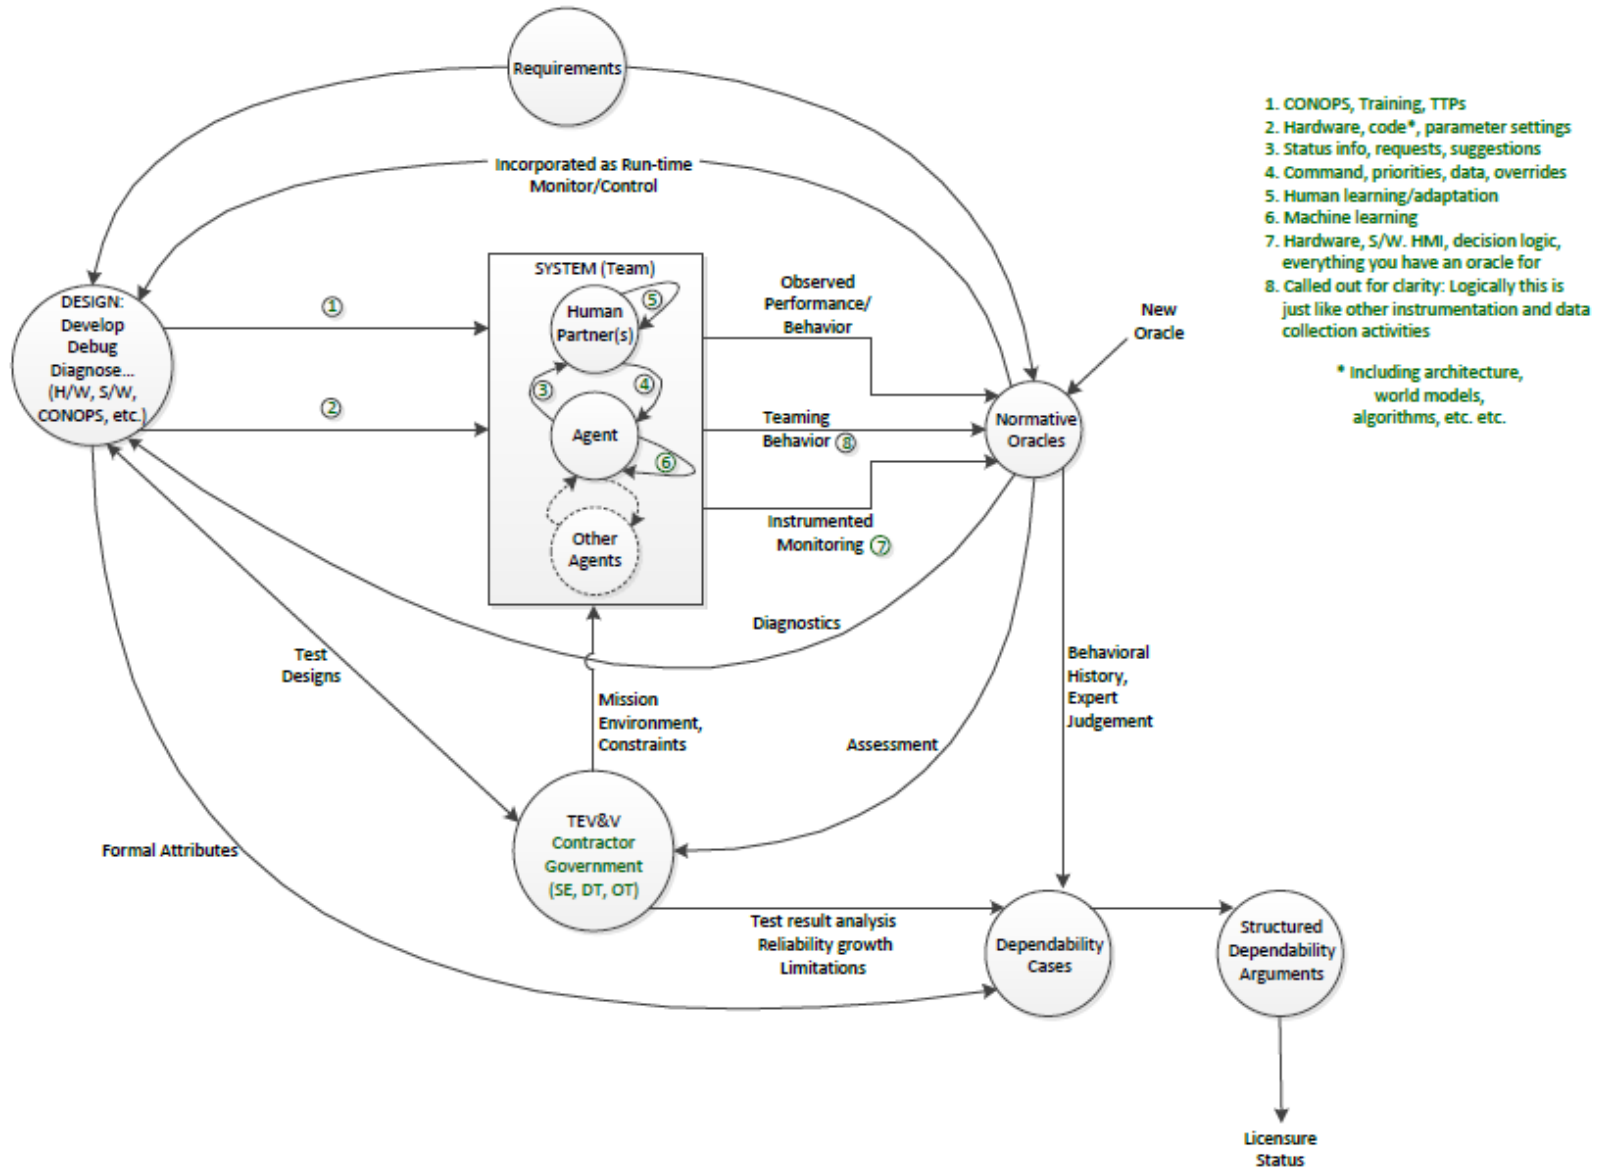 Requirements
Incorporated as Run-time
Monitor/Control
1. CONOPS, Training, TTPs
2. Hardware, code*, parameter settings
3. Status info, requests, suggestions
4. Command, priorities, data, overrides
5. Human learning/adaptation
6. Machine learning
7. Hardware, S/W. HMI, decision logic,
everything you have an oracle for
8. Called out for clarity: Logically this is
just like other instrumentation and data
collection activities
* Including architecture,
world models,
algorithms, etc. etc.
DESIGN:
Develop
Debug
Diagnose...
(H/W, S/W,
CONOPS, etc.)
1
2
SYSTEM (Team)
Human
Partner(s)
5
3
4
Agent
6
Other
Agents
Observed
Performance/
Behavior
Teaming
Behavior 8
Instrumented
Monitoring 7
New
Oracle
Normative
Oracles
Diagnostics
Test
Designs
Mission
Environment,
Constraints
Assessment
Behavioral
History,
Expert
Judgement
Formal Attributes
TEV&V
Contractor
Government
(SE, DT, OT)
Test result analysis
Reliability growth
Limitations
Dependability
Cases
Structured
Dependability
Arguments
Licensure
Status